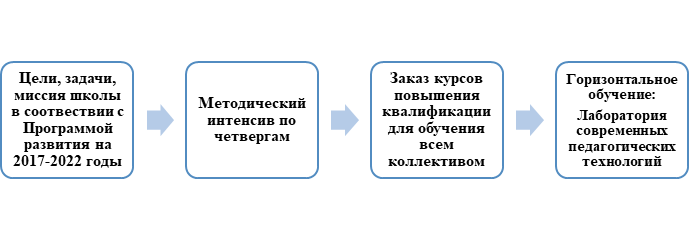 Цели, задачи,
миссия школы
в соотвествии с
Программой
развития на
2017-2022 годы
Методический
интенсив по
четвергам
Заказ курсов
повышения
квалификации
для обучения
всем
коллективом
Горизонтальное
обучение:
Лаборатория
современных
педагогических
технологий